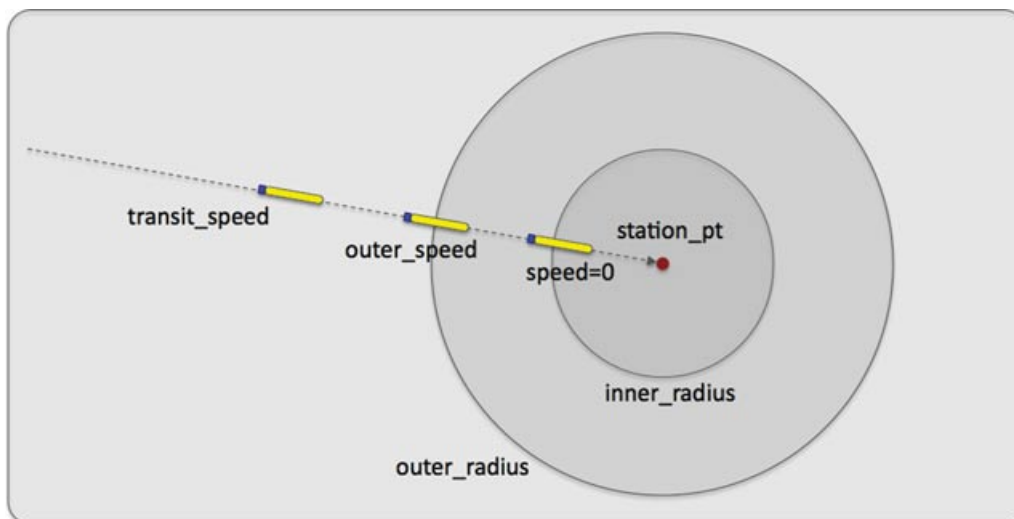 transit_speed
outer_speed
station_pt
speed=0
inner_radius
outer_radius